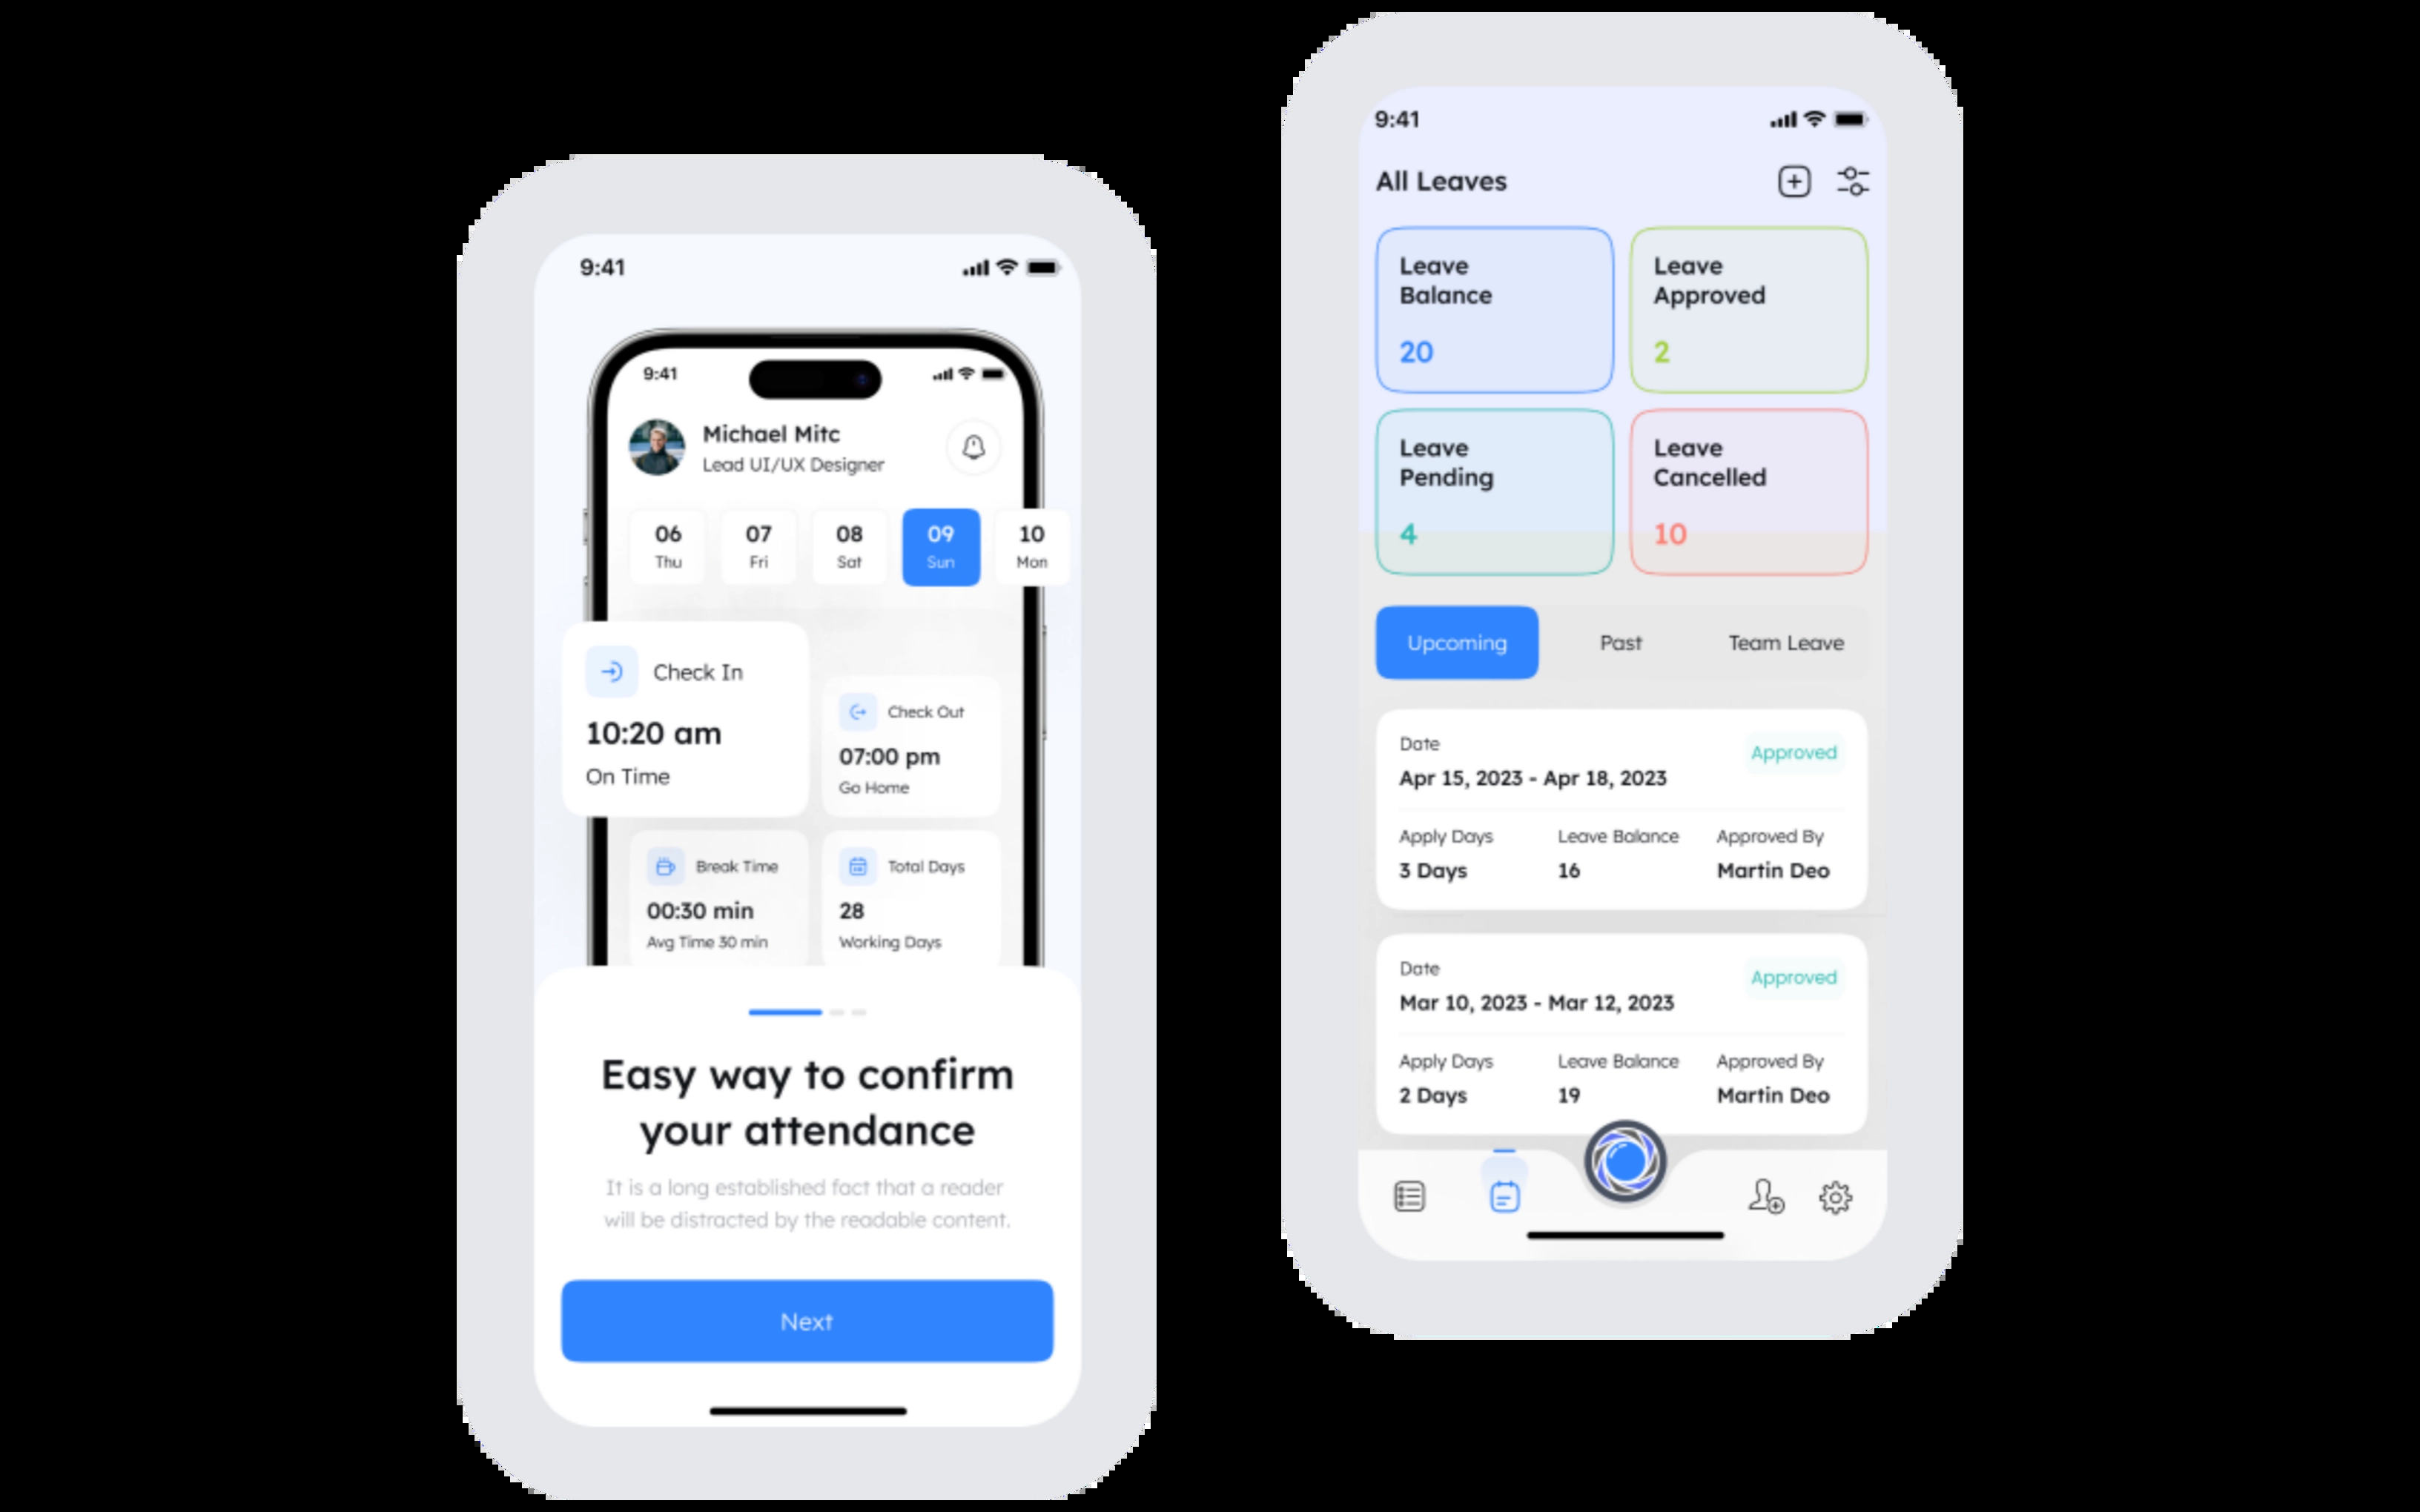 9:41
9:41
Michael Mitc
Lead UI/UX Designer
06 07 08 09 10
Thu Fri Sat Sun Mon
Check In
10:20 am
On Time
Check Out
07:00 pm
Go Home
Break Time
00:30 min
Avg Time 30 min
Total Days
28
Working Days
Easy way to confirm
your attendance
It is a long established fact that a reader
will be distracted by the readable content.
Next
9:41
All Leaves
Leave
Balance
20
Leave
Approved
2
Leave
Pending
4
Leave
Cancelled
10
Upcoming Past Team Leave
Date
Approved
Apr 15, 2023 - Apr 18, 2023
Apply Days Leave Balance Approved By
3 Days 16 Martin Deo
Date
Approved
Mar 10, 2023 - Mar 12, 2023
Apply Days Leave Balance Approved By
2 Days 19 Martin Deo